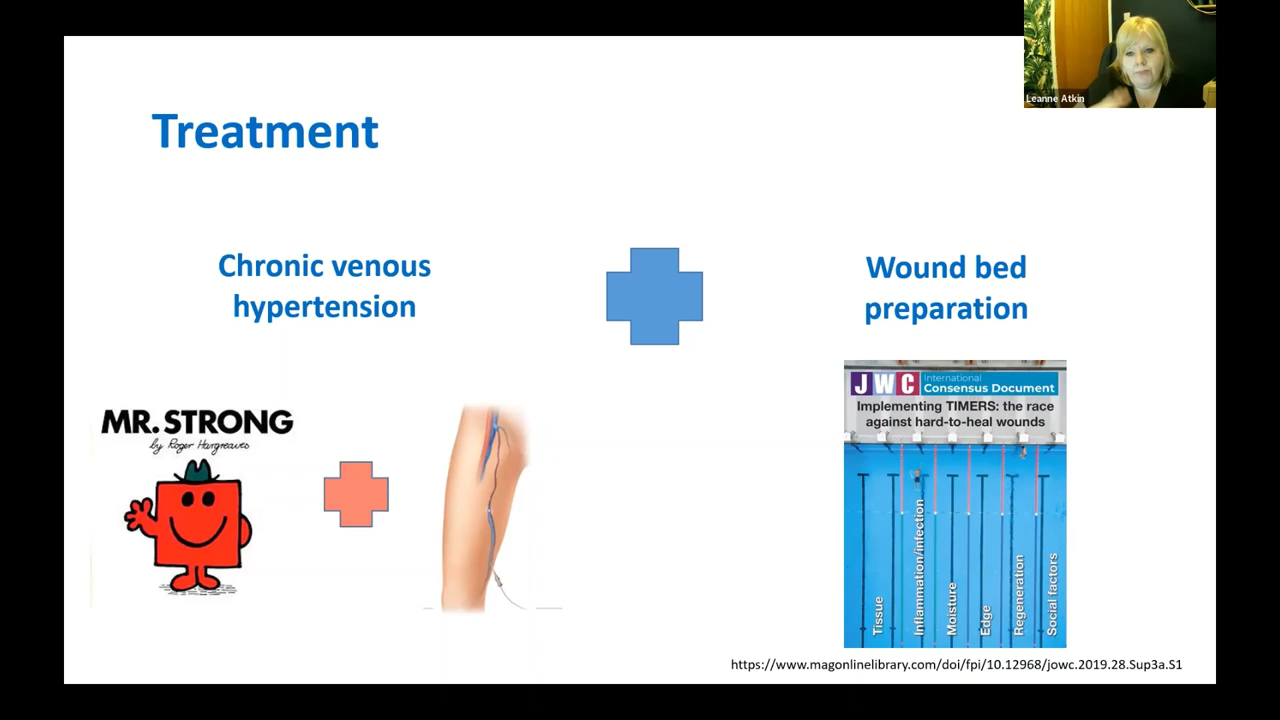 Leanne Atkin
Treatment
Chronic venous
hypertension
Wound bed
preparation
MR. STRONG
by Roger Hargreaves
JWC International
Consensus Document
Implementing TIMERS: the race
against hard-to-heal wounds
Tissue
Inflammation/infection
Moisture
Edge
Regeneration
Social factors
https://www.magonlinelibrary.com/doi/fpi/10.12968/jowc.2019.28.Sup3a.S1